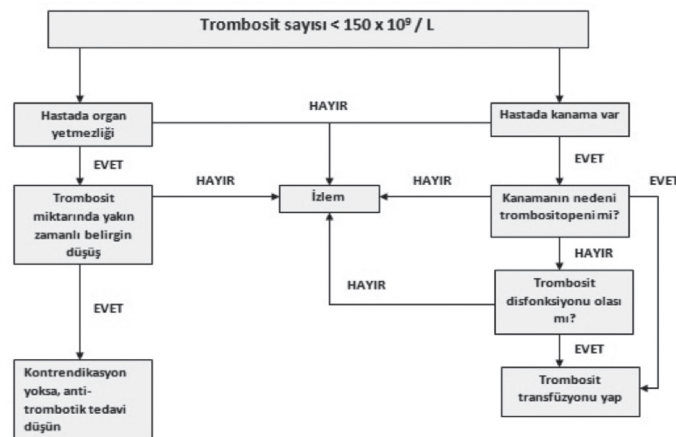 Trombosit sayısı < 150 x 10⁹ / L
HAYIR
Hastada organ
yetmezliği
Hastada kanama var
EVET
EVET
EVET
Trombosit
miktarında yakın
zamanlı belirgin
düşüş
HAYIR
İzlem
HAYIR
Kanamanın nedeni
trombositopeni mi?
HAYIR
Trombosit
disfonksiyonu olası
mı?
HAYIR
EVET
EVET
Kontrendikasyon
yoksa, anti-
trombotik tedavi
düşün
Trombosit
transfüzyonu yap